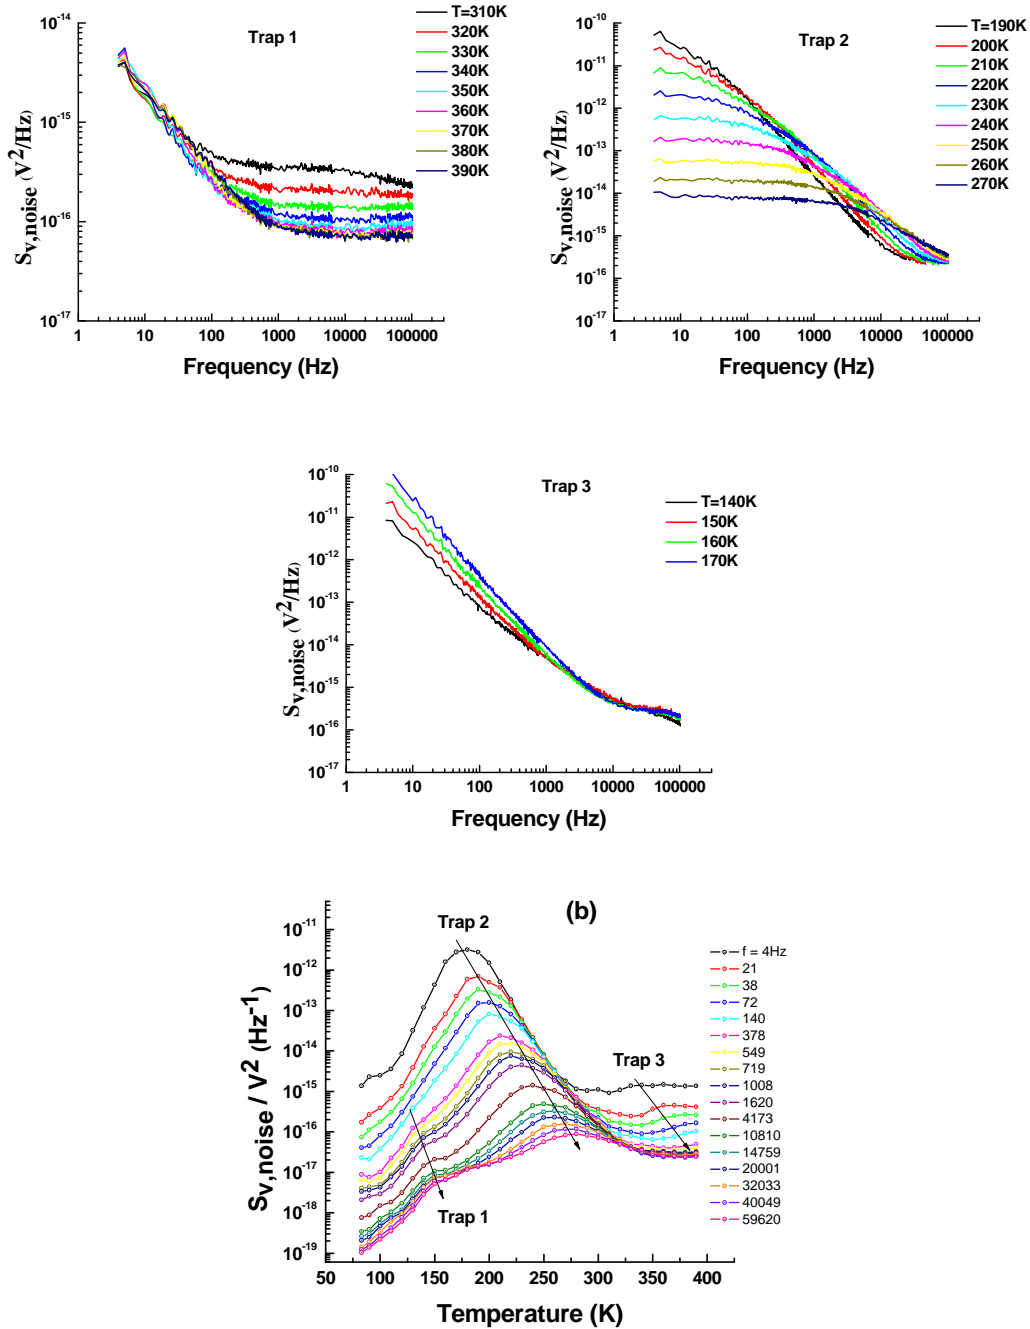 Trap 1
T=310K
320K
330K
340K
350K
360K
370K
380K
390K
10^-14
10^-15
10^-16
10^-17
S_v,noise (V^2/Hz)
1 10 100 1000 10000 100000
Frequency (Hz)
Trap 2
T=190K
200K
210K
220K
230K
240K
250K
260K
270K
10^-10
10^-11
10^-12
10^-13
10^-14
10^-15
10^-16
10^-17
S_v,noise (V^2/Hz)
1 10 100 1000 10000 100000
Frequency (Hz)
Trap 3
T=140K
150K
160K
170K
10^-10
10^-11
10^-12
10^-13
10^-14
10^-15
10^-16
10^-17
S_v,noise (V^2/Hz)
1 10 100 1000 10000 100000
Frequency (Hz)
(b)
Trap 2
Trap 3
Trap 1
f = 4Hz
21
38
72
140
378
549
719
1008
1620
4173
10810
14759
20001
32033
40049
59620
10^-11
10^-12
10^-13
10^-14
10^-15
10^-16
10^-17
10^-18
10^-19
S_v,noise / V^2 (Hz^-1)
50 100 150 200 250 300 350 400
Temperature (K)